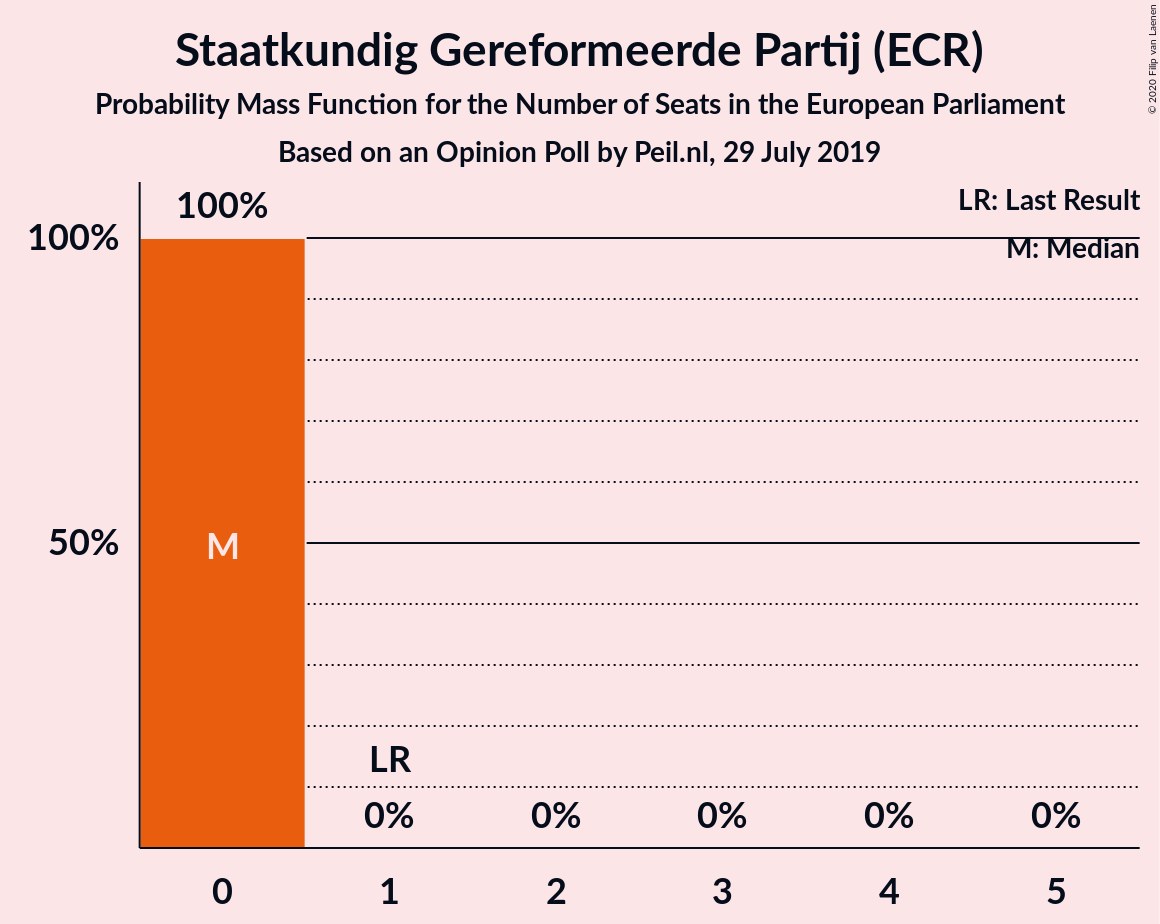 Staatkundig Gereformeerde Partij (ECR)
Probability Mass Function for the Number of Seats in the European Parliament
Based on an Opinion Poll by Peil.nl, 29 July 2019
© 2020 Filip van Laenen
LR: Last Result
M: Median
100%
100%
50%
M
LR
0% 0% 0% 0% 0%
0 1 2 3 4 5